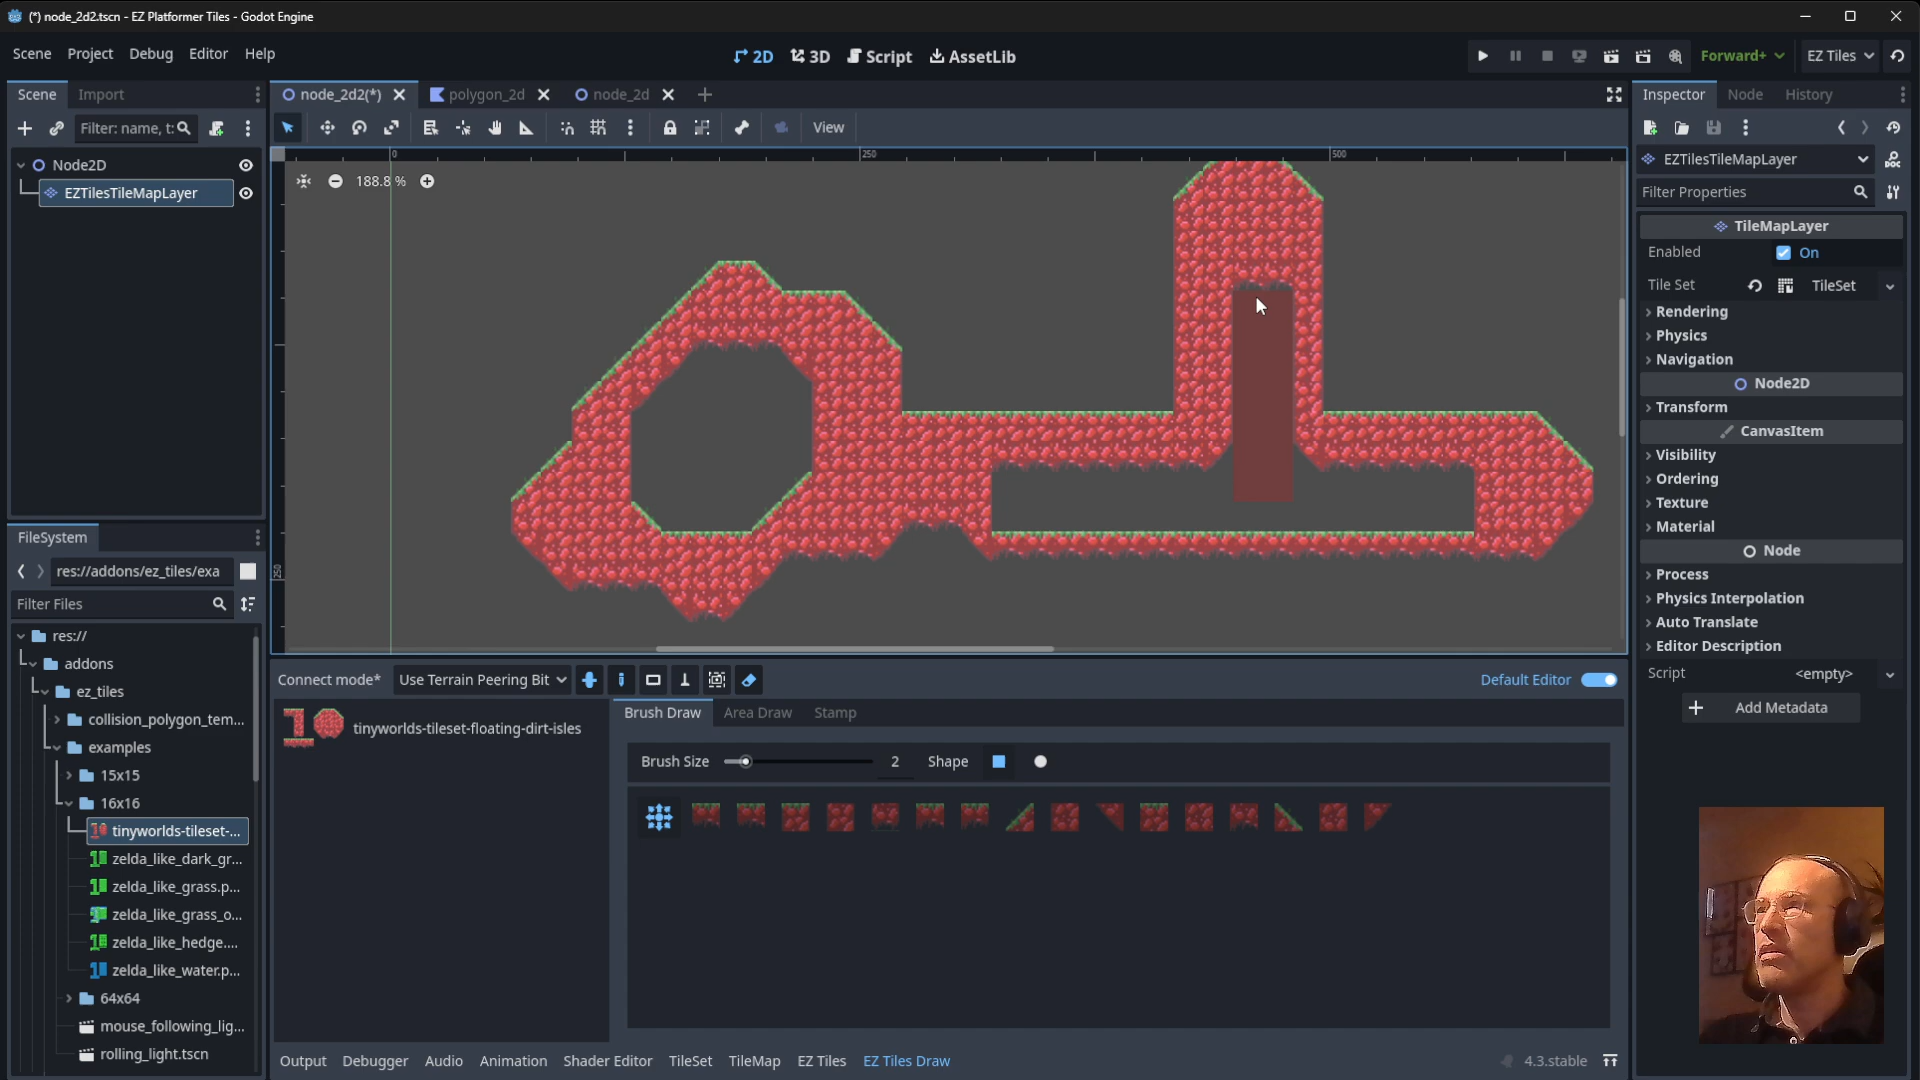 (*) node_2d2.tscn - EZ Platformer Tiles - Godot Engine
Scene Project Debug Editor Help
2D 3D Script AssetLib
Forward+ EZ Tiles
Scene Import
node_2d2(*) polygon_2d node_2d
Inspector Node History
Filter: name, t:
View
Node2D
EZTilesTileMapLayer
0 250 500
188.8 %
250
EZTilesTileMapLayer
Filter Properties
TileMapLayer
Enabled On
Tile Set TileSet
Rendering
Physics
Navigation
Node2D
Transform
CanvasItem
Visibility
Ordering
Texture
Material
Node
Process
Physics Interpolation
Auto Translate
Editor Description
Script <empty>
Add Metadata
FileSystem
res://addons/ez_tiles/exa
Filter Files
res://
addons
ez_tiles
collision_polygon_tem...
examples
15x15
16x16
tinyworlds-tileset-...
zelda_like_dark_gr...
zelda_like_grass.p...
zelda_like_grass_o...
zelda_like_hedge....
zelda_like_water.p...
64x64
mouse_following_lig...
rolling_light.tscn
Connect mode* Use Terrain Peering Bit
Default Editor
tinyworlds-tileset-floating-dirt-isles
Brush Draw Area Draw Stamp
Brush Size 2 Shape
Output Debugger Audio Animation Shader Editor TileSet TileMap EZ Tiles EZ Tiles Draw
4.3.stable